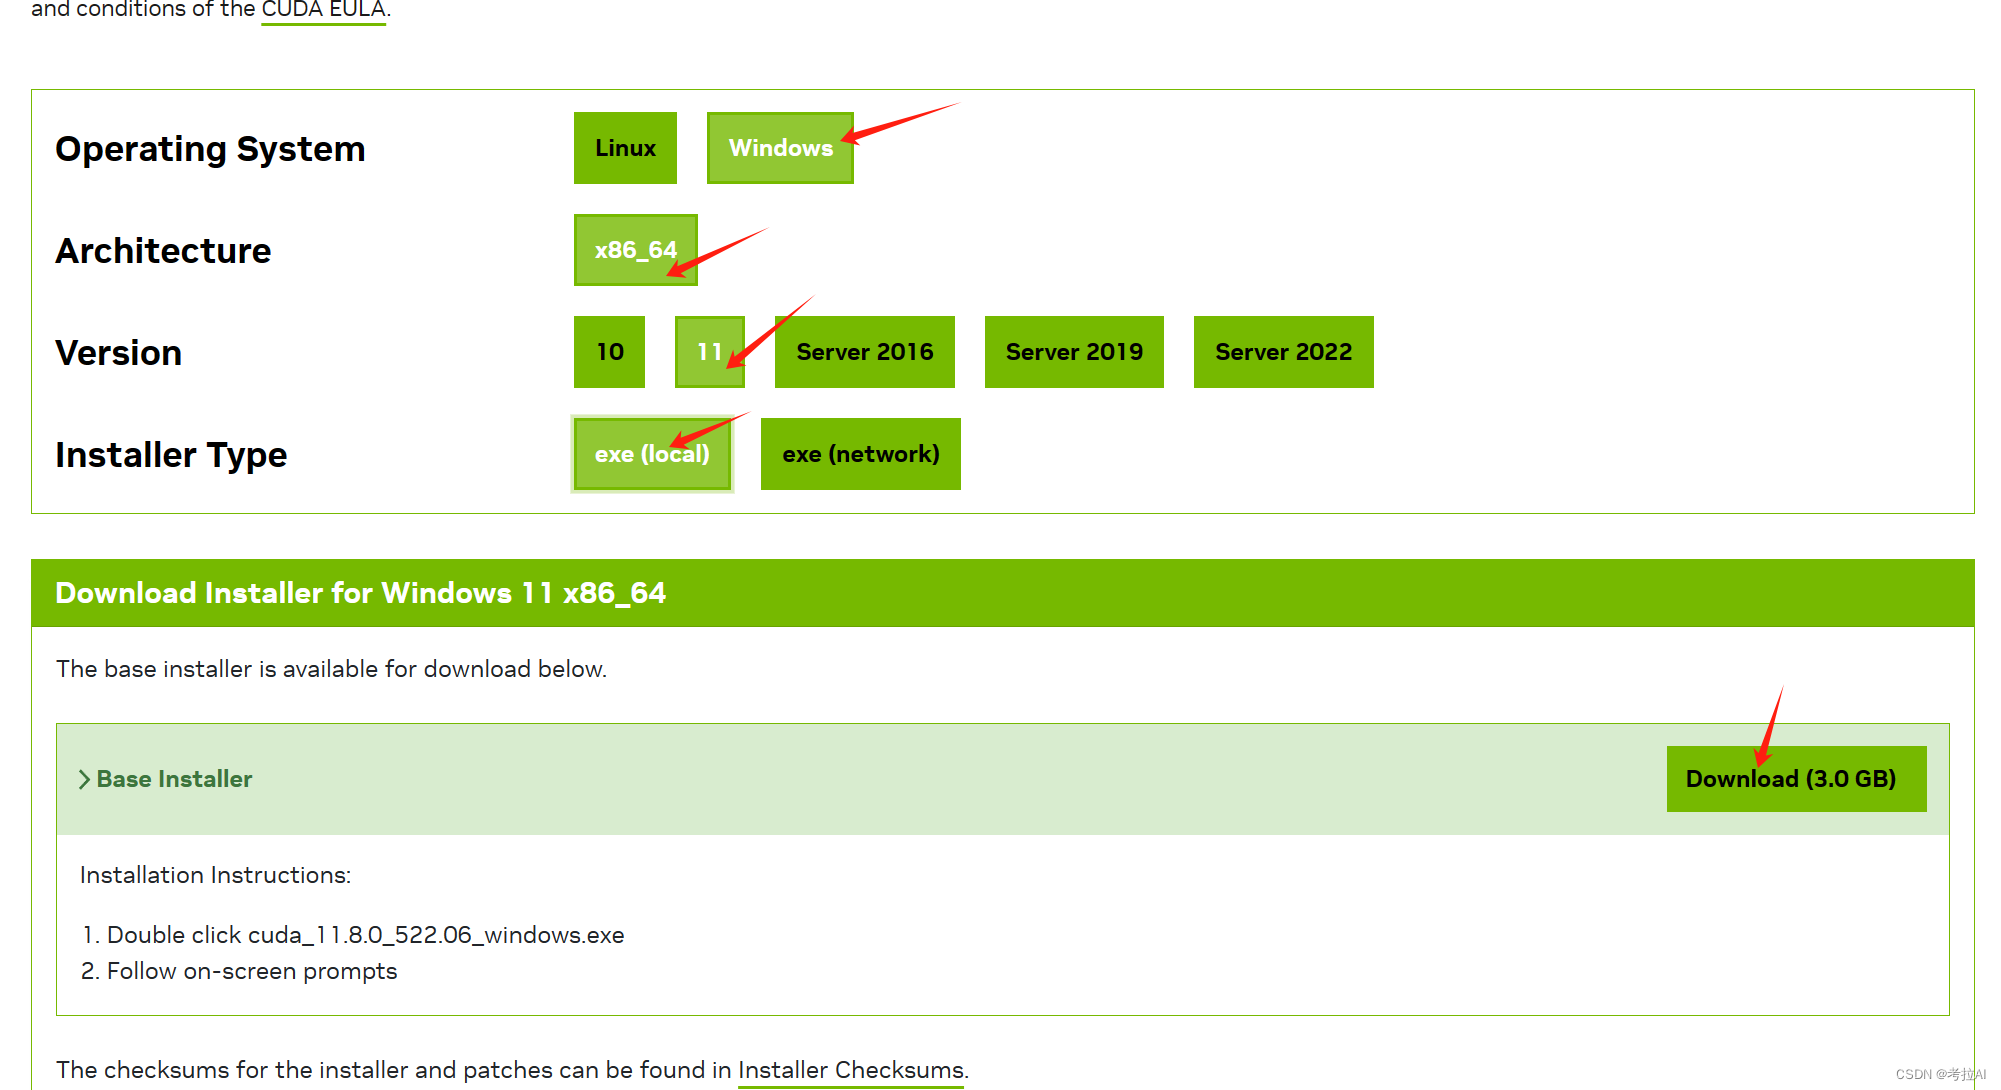 and conditions of the CUDA EULA.
Operating System
Linux
Windows
Architecture
x86_64
Version
10
11
Server 2016
Server 2019
Server 2022
Installer Type
exe (local)
exe (network)
Download Installer for Windows 11 x86_64
The base installer is available for download below.
Base Installer
Download (3.0 GB)
Installation Instructions:
1. Double click cuda_11.8.0_522.06_windows.exe
2. Follow on-screen prompts
The checksums for the installer and patches can be found in Installer Checksums.
CSDN @考拉AI